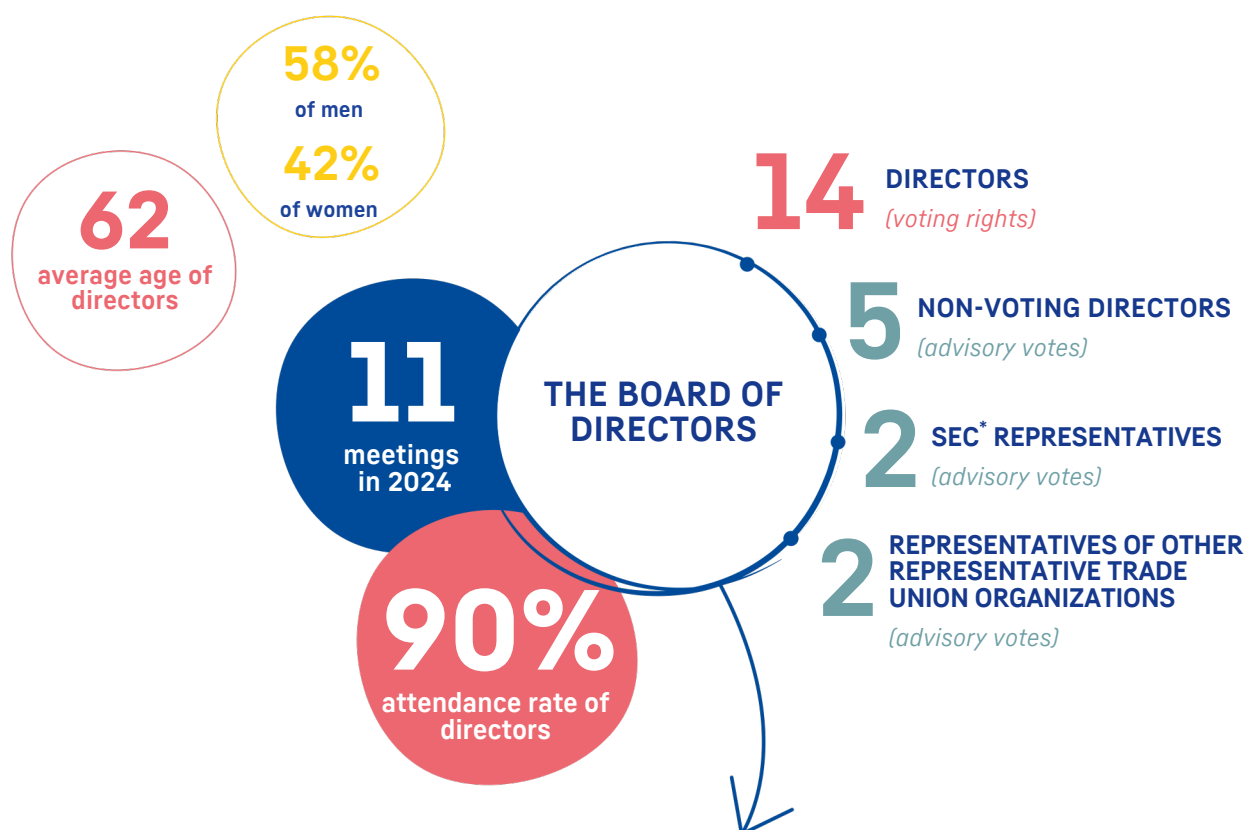 58%
of men
42%
of women
62
average age of
directors
11
meetings
in 2024
90%
attendance rate of
directors
THE BOARD OF
DIRECTORS
14
DIRECTORS
(voting rights)
5
NON-VOTING DIRECTORS
(advisory votes)
2
SEC* REPRESENTATIVES
(advisory votes)
2
REPRESENTATIVES OF OTHER
REPRESENTATIVE TRADE
UNION ORGANIZATIONS
(advisory votes)